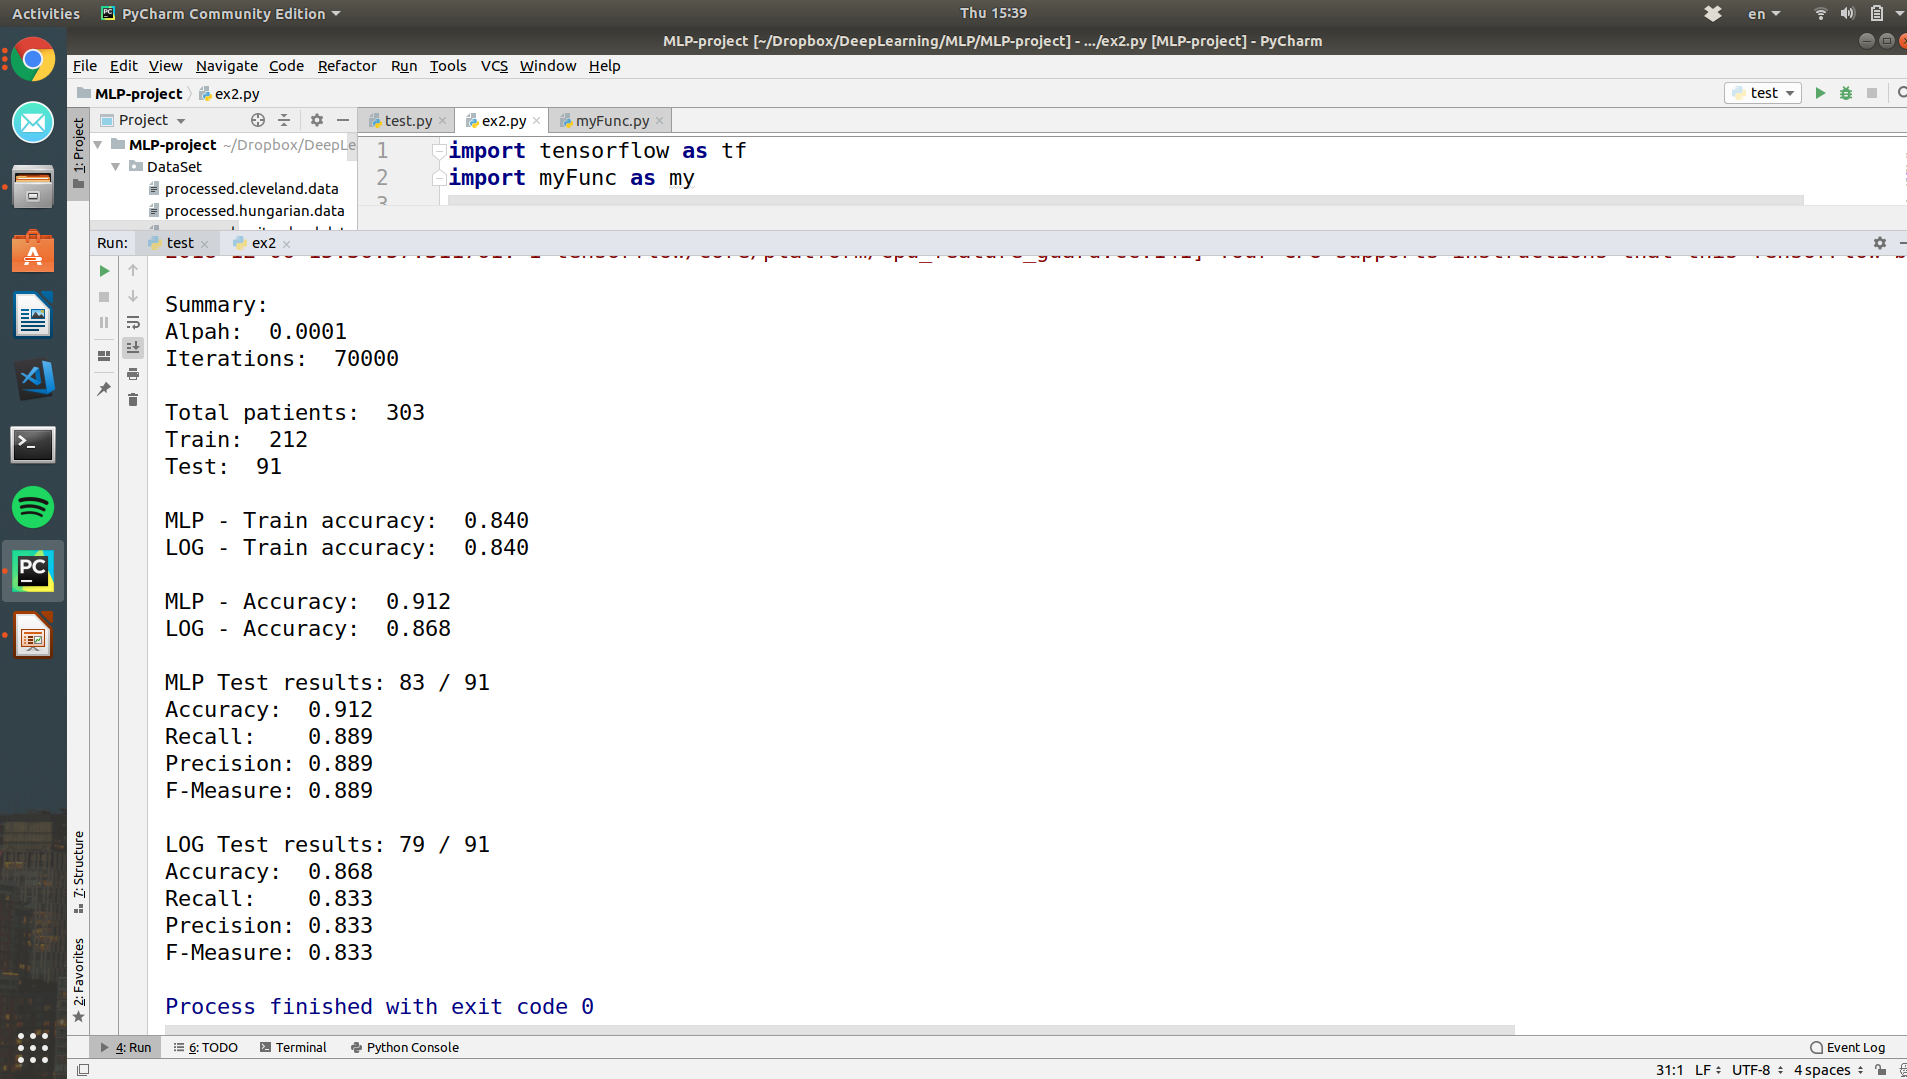 Activities PyCharm Community Edition Thu 15:39 en
MLP-project [~/Dropbox/DeepLearning/MLP/MLP-project] - .../ex2.py [MLP-project] - PyCharm
File Edit View Navigate Code Refactor Run Tools VCS Window Help
MLP-project ex2.py test
1: Project
Project
MLP-project ~/Dropbox/DeepLe
DataSet
processed.cleveland.data
processed.hungarian.data
test.py ex2.py myFunc.py
1 import tensorflow as tf
2 import myFunc as my
3
Run: test ex2
Summary:
Alpah: 0.0001
Iterations: 70000
Total patients: 303
Train: 212
Test: 91
MLP - Train accuracy: 0.840
LOG - Train accuracy: 0.840
MLP - Accuracy: 0.912
LOG - Accuracy: 0.868
MLP Test results: 83 / 91
Accuracy: 0.912
Recall: 0.889
Precision: 0.889
F-Measure: 0.889
LOG Test results: 79 / 91
Accuracy: 0.868
Recall: 0.833
Precision: 0.833
F-Measure: 0.833
Process finished with exit code 0
7: Structure
2: Favorites
4: Run 6: TODO Terminal Python Console Event Log
31:1 LF UTF-8 4 spaces
PC